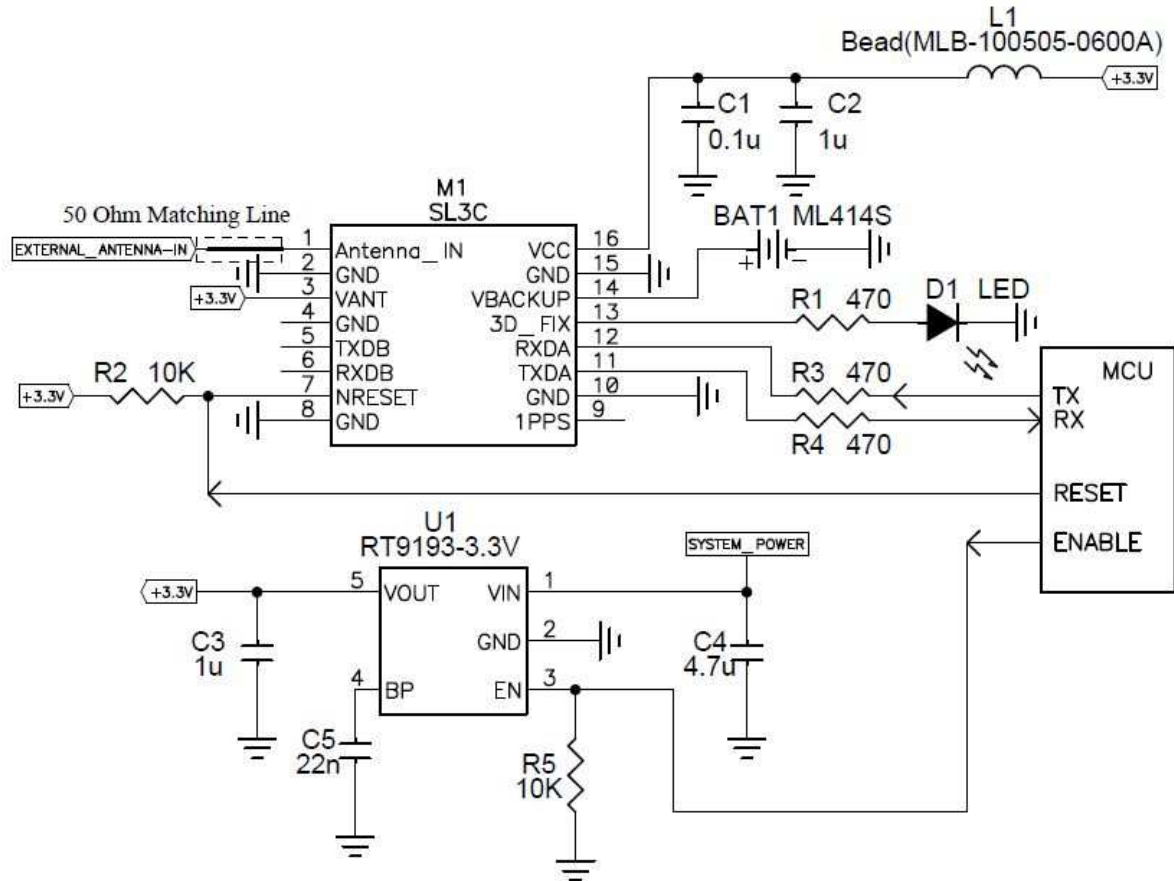 L1
Bead(MLB-100505-0600A)
+3.3V
C1
0.1u
C2
1u
M1
SL3C
50 Ohm Matching Line
EXTERNAL_ANTENNA-IN
BAT1 ML414S
+ -
1 Antenna_IN VCC 16
2 GND GND 15
+3.3V 3 VANT VBACKUP 14
4 GND 3D_FIX 13
5 TXDB RXDA 12
6 RXDB TXDA 11
7 NRESET GND 10
8 GND 1PPS 9
R1 470
D1 LED
R2 10K
+3.3V
R3 470
R4 470
MCU
TX
RX
RESET
ENABLE
U1
RT9193-3.3V
SYSTEM_POWER
+3.3V
5 VOUT VIN 1
GND 2
4 BP EN 3
C3
1u
C4
4.7u
C5
22n
R5
10K